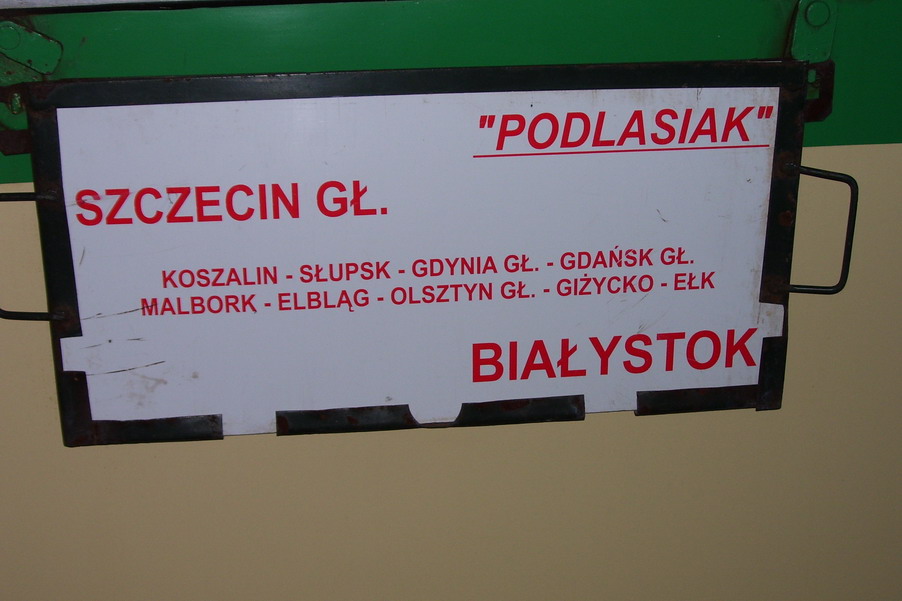 "PODLASIAK"
SZCZECIN GŁ.
KOSZALIN - SŁUPSK - GDYNIA GŁ. - GDAŃSK GŁ.
MALBORK - ELBLĄG - OLSZTYN GŁ. - GIŻYCKO - EŁK
BIAŁYSTOK